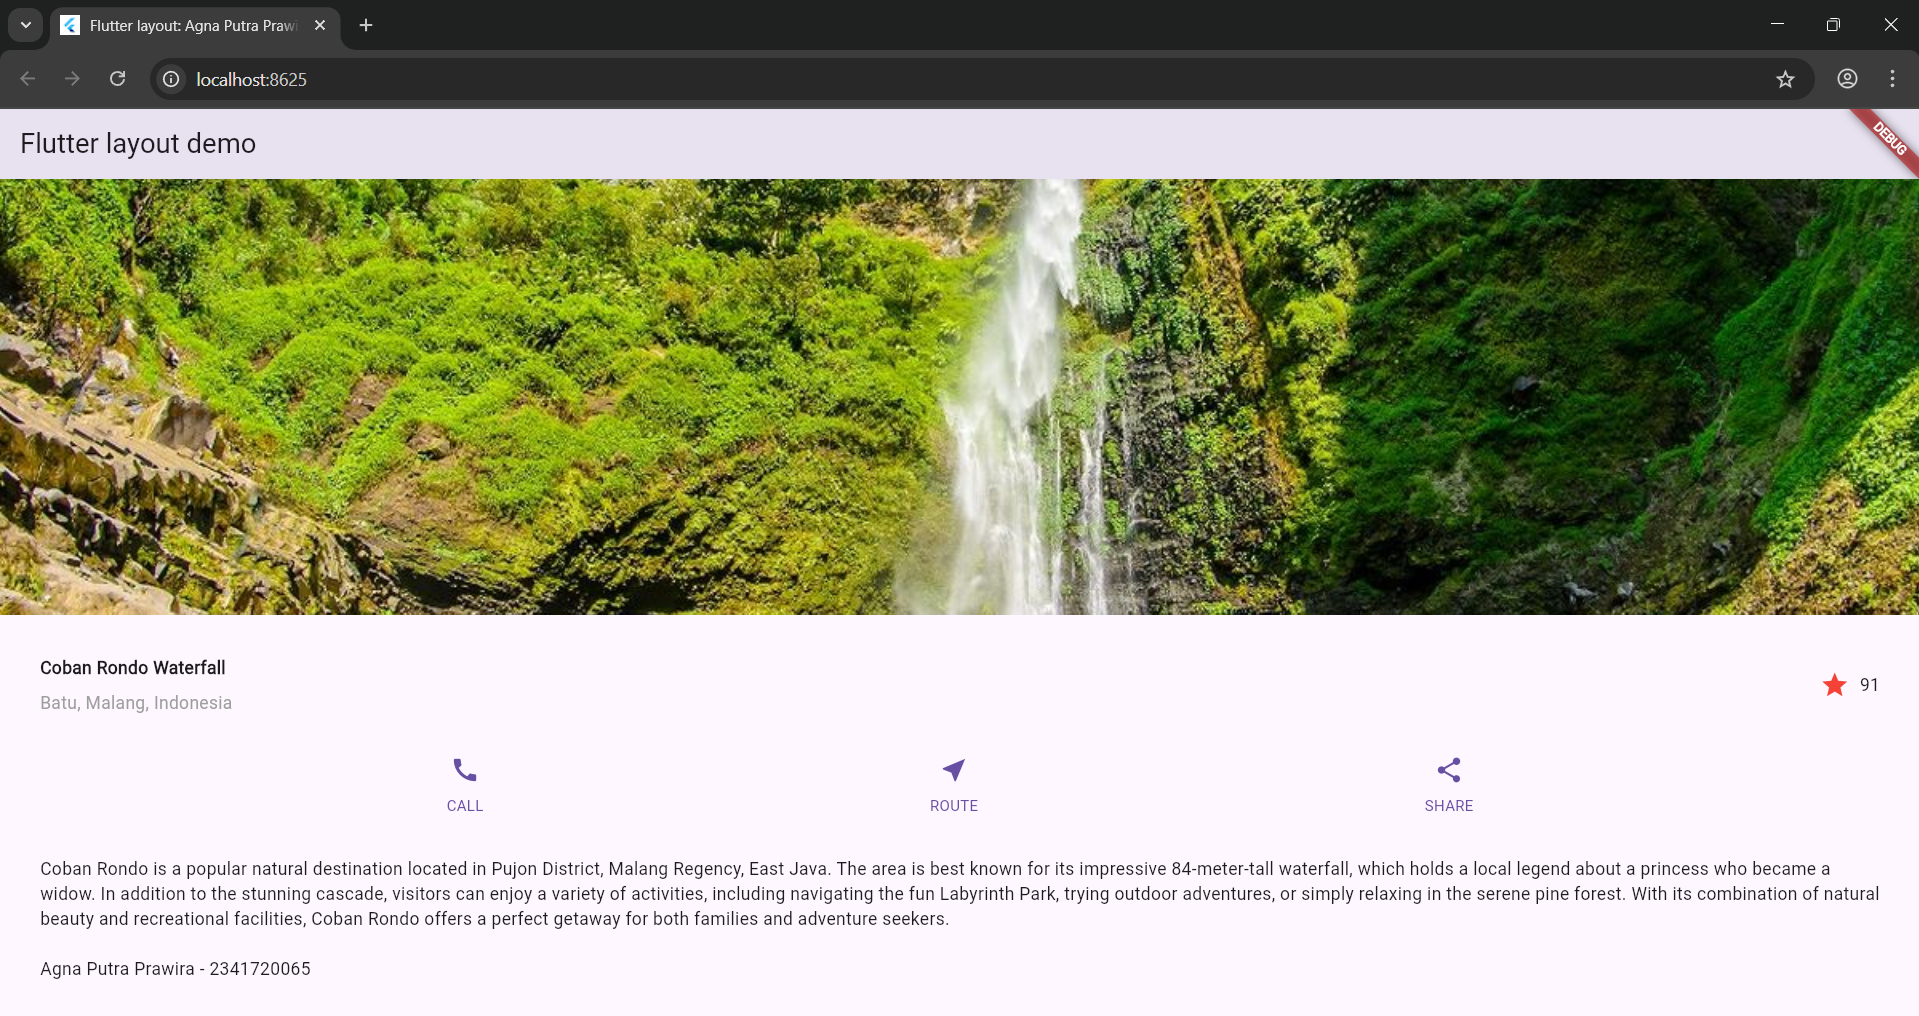 Flutter layout: Agna Putra Praw
localhost:8625
Flutter layout demo
DEBUG
Coban Rondo Waterfall
Batu, Malang, Indonesia
91
CALL ROUTE SHARE
Coban Rondo is a popular natural destination located in Pujon District, Malang Regency, East Java. The area is best known for its impressive 84-meter-tall waterfall, which holds a local legend about a princess who became a
widow. In addition to the stunning cascade, visitors can enjoy a variety of activities, including navigating the fun Labyrinth Park, trying outdoor adventures, or simply relaxing in the serene pine forest. With its combination of natural
beauty and recreational facilities, Coban Rondo offers a perfect getaway for both families and adventure seekers.
Agna Putra Prawira - 2341720065